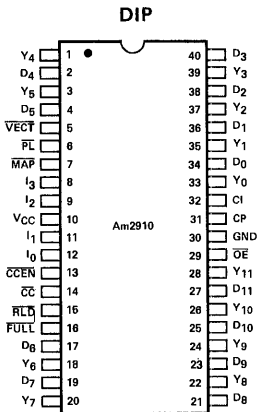 DIP
Y4 1 40 D3
D4 2 39 Y3
Y5 3 38 D2
D5 4 37 Y2
VECT 5 36 D1
PL 6 35 Y1
MAP 7 34 D0
I3 8 33 Y0
I2 9 32 CI
VCC 10 31 CP
Am2910
I1 11 30 GND
I0 12 29 OE
CCEN 13 28 Y11
CC 14 27 D11
RLD 15 26 Y10
FULL 16 25 D10
D6 17 24 Y9
Y6 18 23 D9
D7 19 22 Y8
Y7 20 21 D8